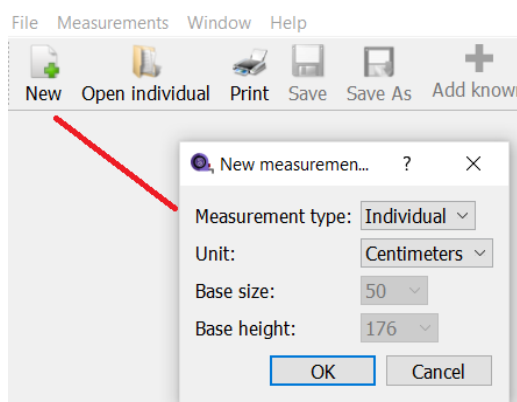 File Measurements Window Help
New Open individual Print Save Save As Add know
New measuremen... ? ×
Measurement type: Individual
Unit: Centimeters
Base size: 50
Base height: 176
OK Cancel